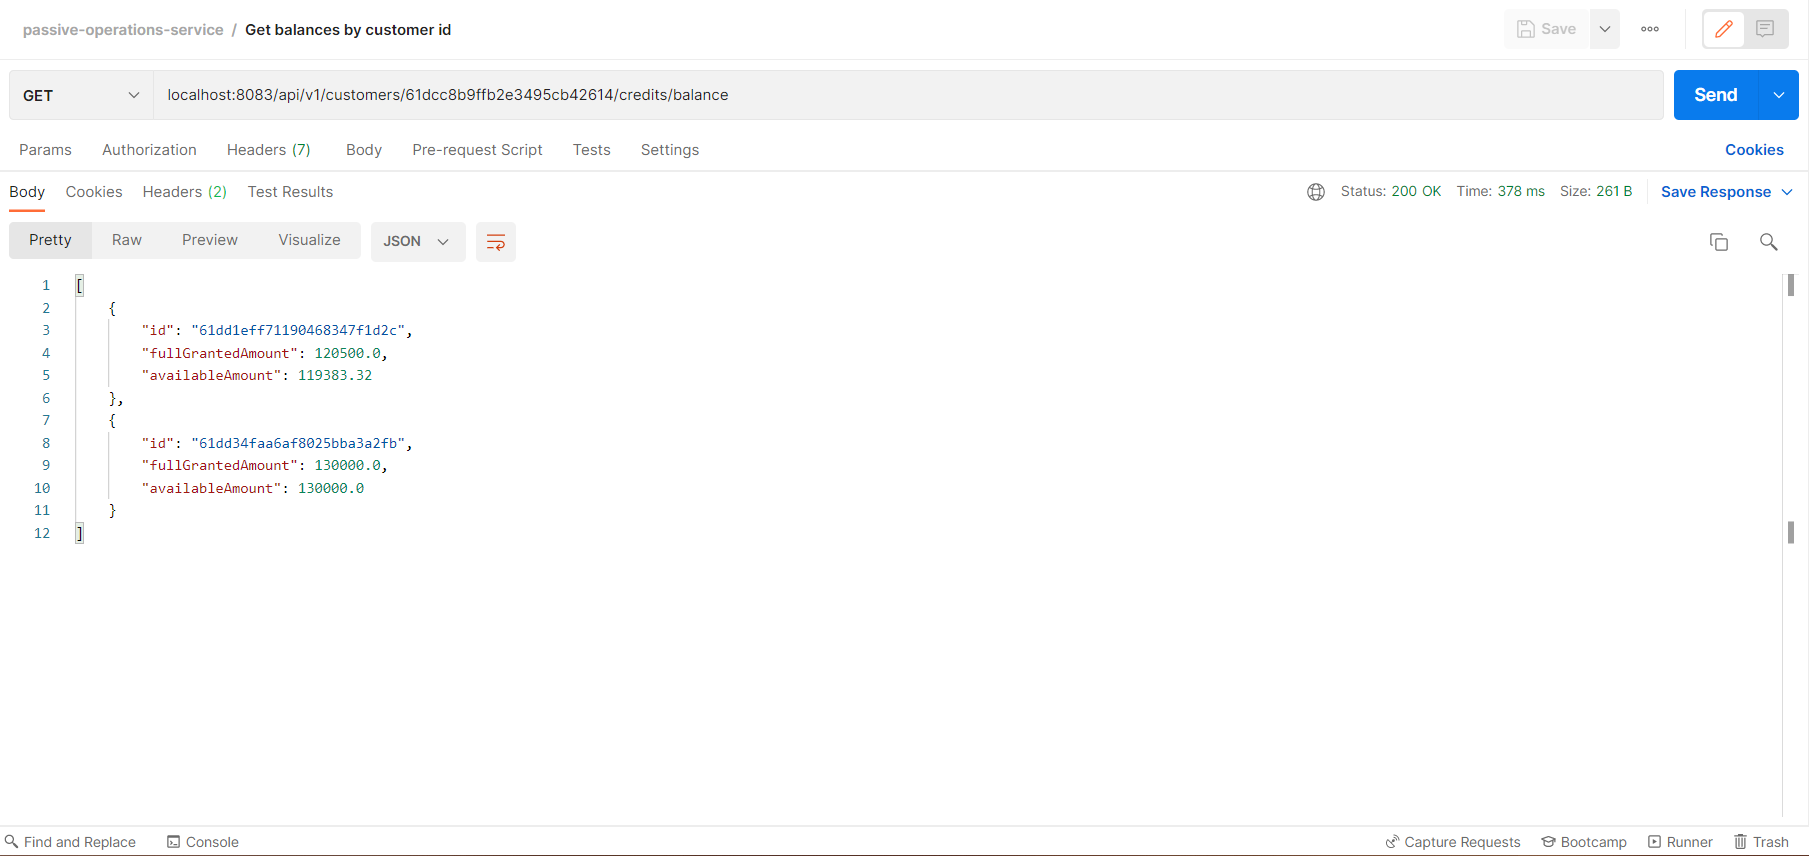 passive-operations-service / Get balances by customer id
Save
GET
localhost:8083/api/v1/customers/61dcc8b9ffb2e3495cb42614/credits/balance
Send
Params Authorization Headers (7) Body Pre-request Script Tests Settings Cookies
Body Cookies Headers (2) Test Results Status: 200 OK Time: 378 ms Size: 261 B Save Response
Pretty Raw Preview Visualize JSON
1 [
2 {
3 "id": "61dd1eff71190468347f1d2c",
4 "fullGrantedAmount": 120500.0,
5 "availableAmount": 119383.32
6 },
7 {
8 "id": "61dd34faa6af8025bba3a2fb",
9 "fullGrantedAmount": 130000.0,
10 "availableAmount": 130000.0
11 }
12 ]
Find and Replace Console Capture Requests Bootcamp Runner Trash